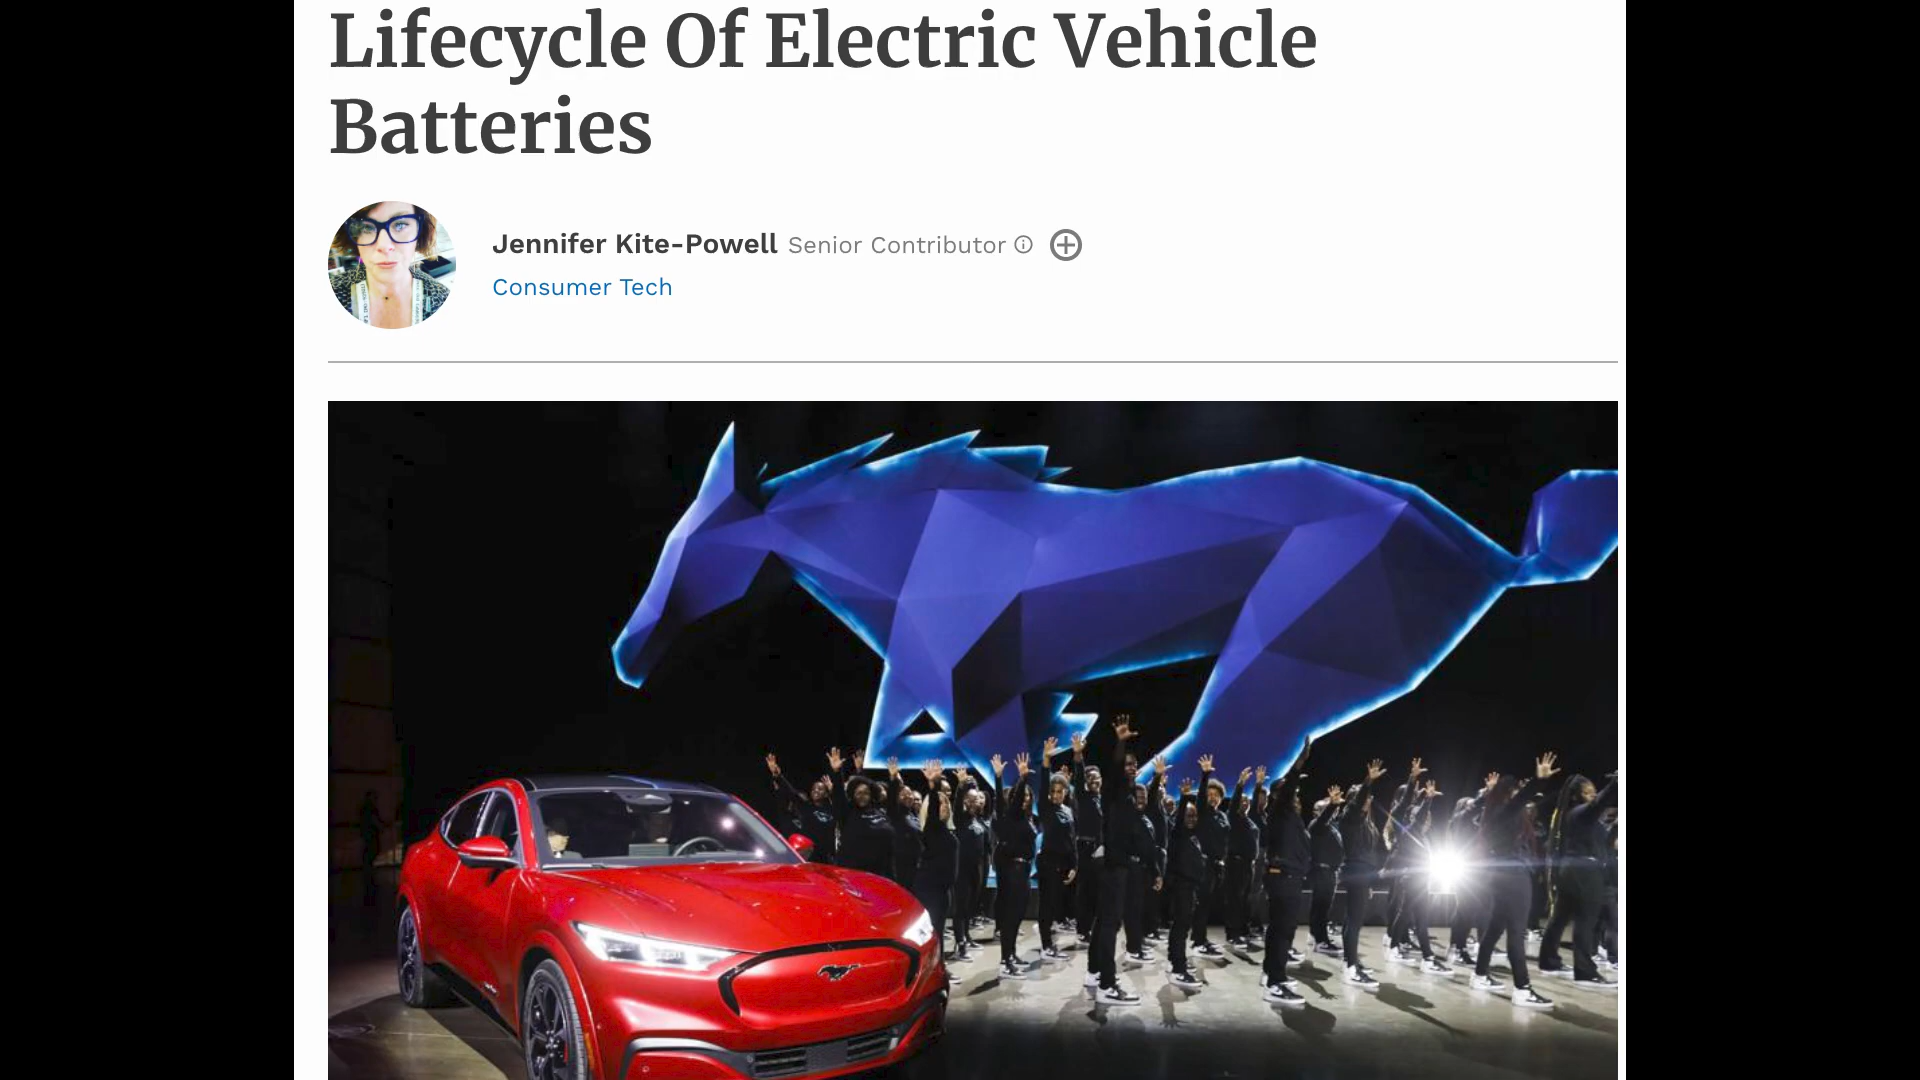 Lifecycle Of Electric Vehicle
Batteries
Jennifer Kite-Powell Senior Contributor
Consumer Tech